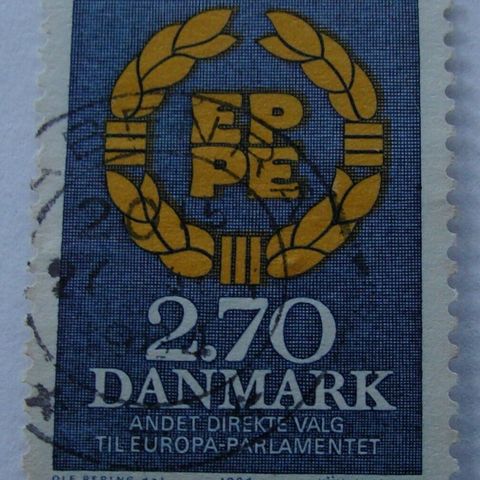 EP
PE
2.70
DANMARK
ANDET DIREKTE VALG
TIL EUROPA-PARLAMENTET